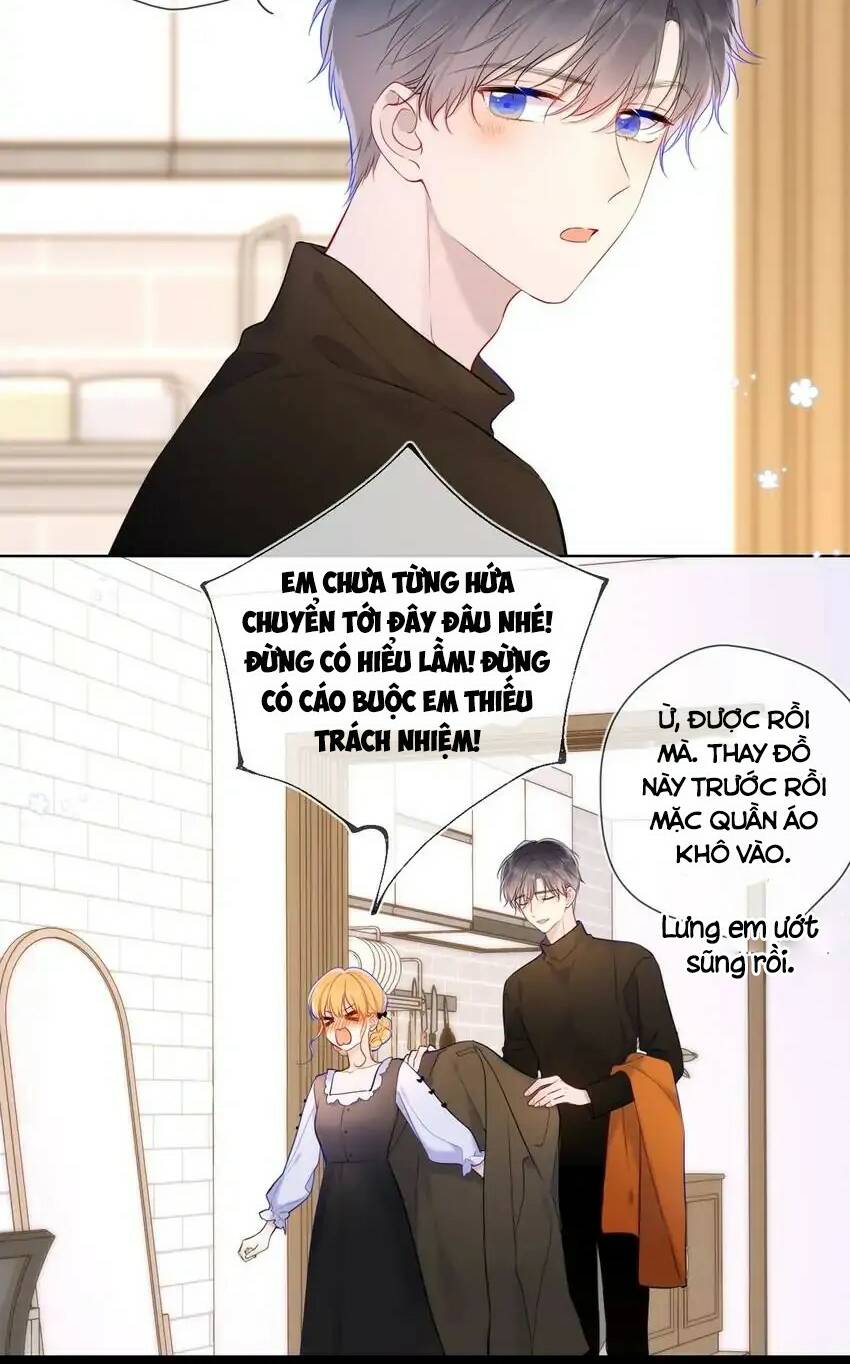 EM CHƯA TỪNG HỨA
CHUYỂN TỚI ĐÂY ĐÂU NHÉ!
ĐỪNG CÓ HIỂU LẦM! ĐỪNG
CÓ CÁO BUỘC EM THIẾU
TRÁCH NHIỆM!
Ừ, ĐƯỢC RỒI
MÀ. THAY ĐỒ
NÀY TRƯỚC RỒI
MẶC QUẦN ÁO
KHÔ VÀO.
Lưng em ướt
sũng rồi.